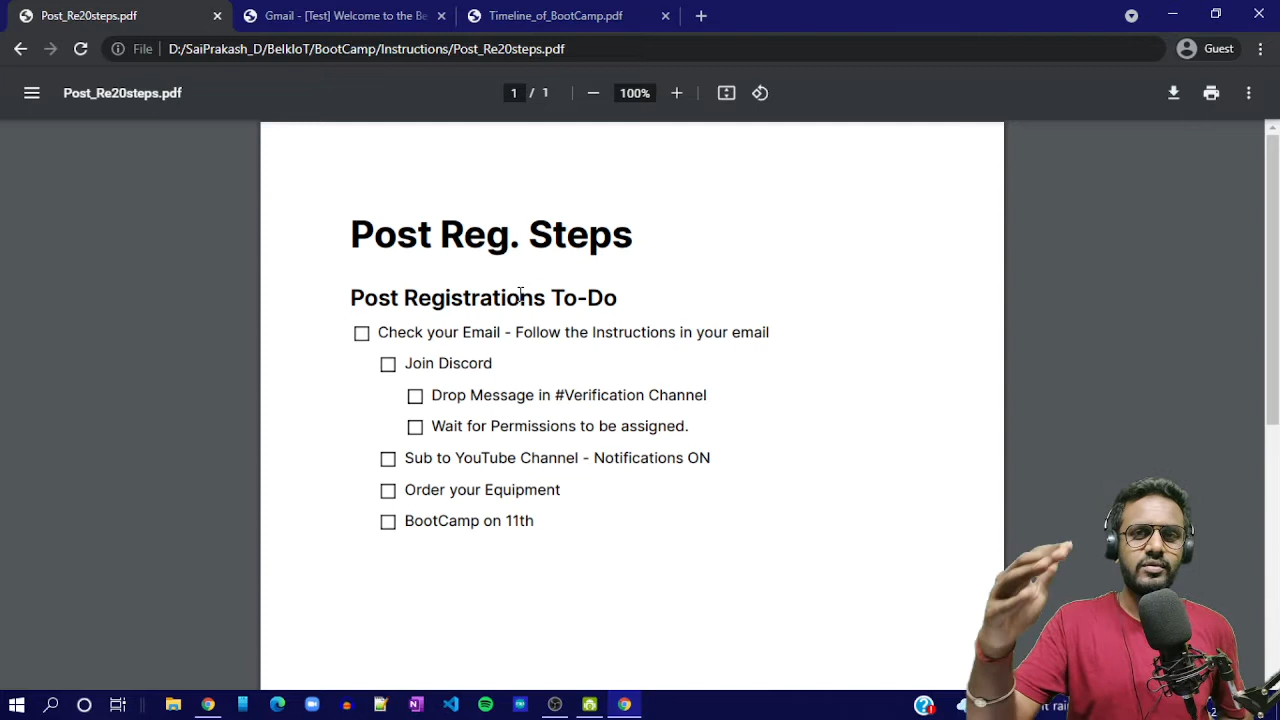 Post_Re20steps.pdf
Gmail - [Test] Welcome to the Be
Timeline_of_BootCamp.pdf
File
D:/SaiPrakash_D/BelkIoT/BootCamp/Instructions/Post_Re20steps.pdf
Guest
Post_Re20steps.pdf
1 / 1
100%
Post Reg. Steps
Post Registrations To-Do
Check your Email - Follow the Instructions in your email
Join Discord
Drop Message in #Verification Channel
Wait for Permissions to be assigned.
Sub to YouTube Channel - Notifications ON
Order your Equipment
BootCamp on 11th